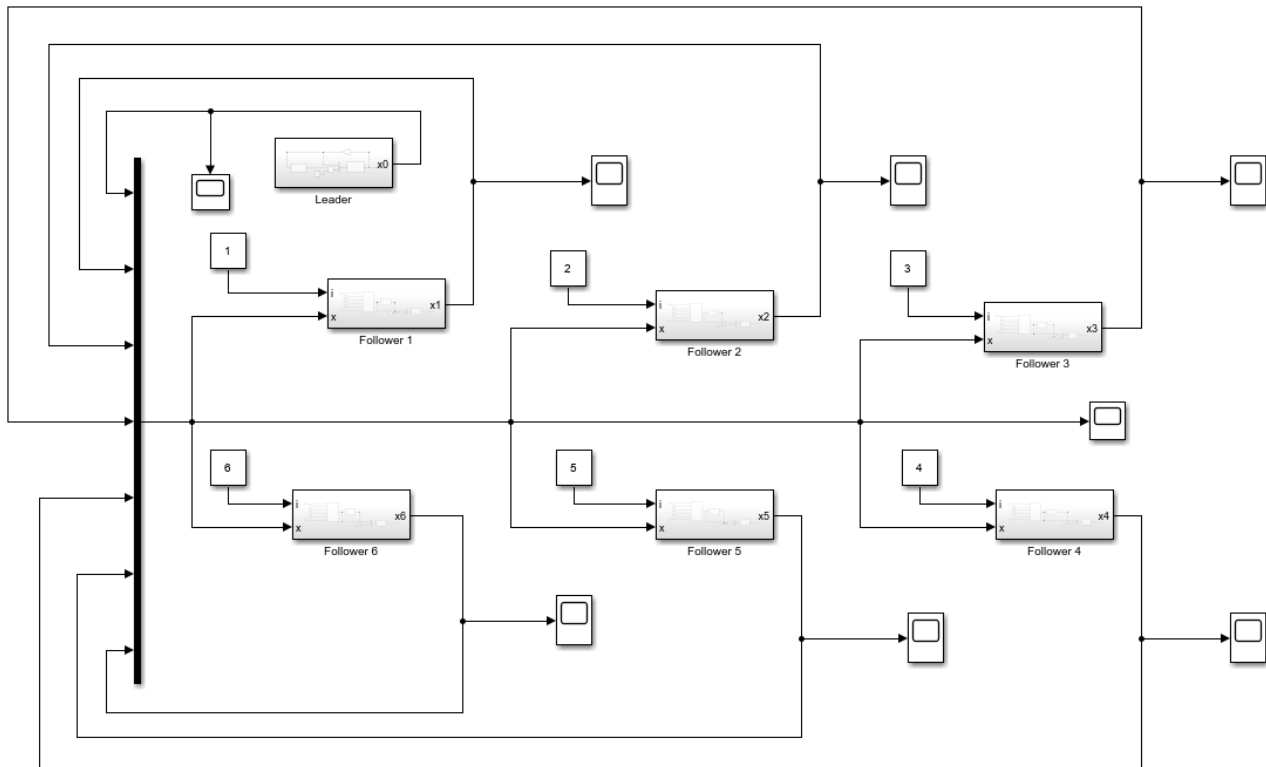 x0
Leader
1
2
3
i
x
x1
Follower 1
i
x
x2
Follower 2
i
x
x3
Follower 3
6
5
4
i
x
x6
Follower 6
i
x
x5
Follower 5
i
x
x4
Follower 4